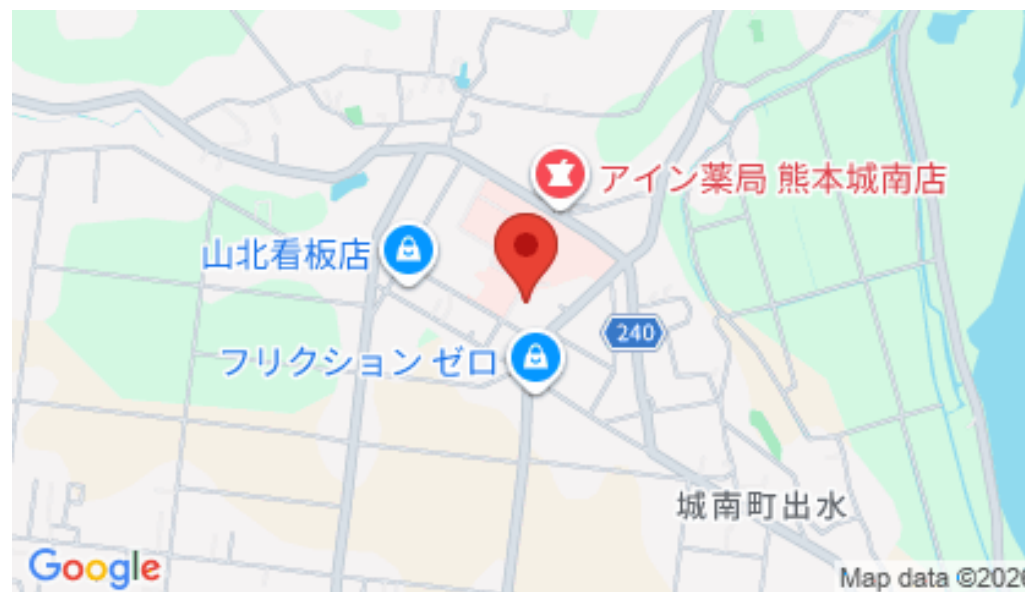 アイン薬局 熊本城南店
山北看板店
240
フリクション ゼロ
城南町出水
Google
Map data ©2026